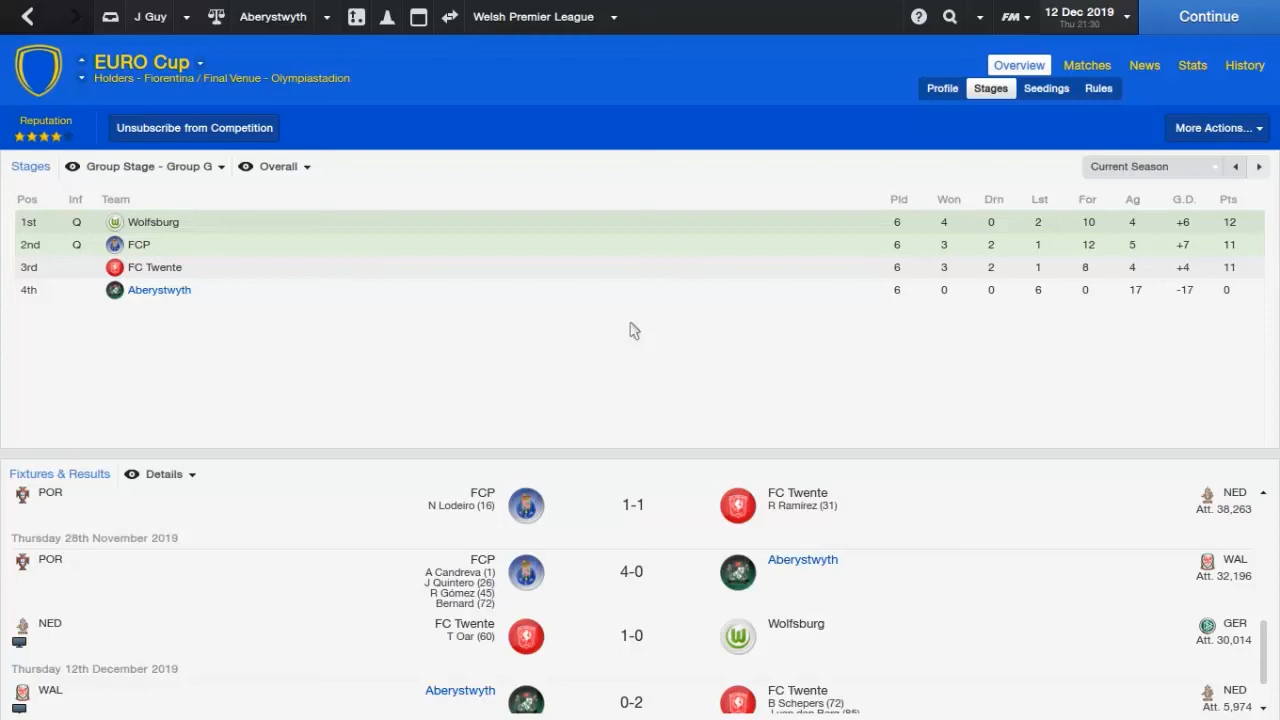 J Guy Aberystwyth Welsh Premier League FM 12 Dec 2019 Continue
Thu 21:30
EURO Cup
Holders - Fiorentina / Final Venue - Olympiastadion
Overview Matches News Stats History
Profile Stages Seedings Rules
Reputation
Unsubscribe from Competition More Actions...
Stages Group Stage - Group G Overall Current Season
Pos Inf Team Pld Won Drn Lst For Ag G.D. Pts
1st Q Wolfsburg 6 4 0 2 10 4 +6 12
2nd Q FCP 6 3 2 1 12 5 +7 11
3rd FC Twente 6 3 2 1 8 4 +4 11
4th Aberystwyth 6 0 0 6 0 17 -17 0
Fixtures & Results Details
POR FCP 1-1 FC Twente NED
N Lodeiro (16) R Ramírez (31) Att. 38,263
Thursday 28th November 2019
POR FCP 4-0 Aberystwyth WAL
A Candreva (1) Att. 32,196
J Quintero (26)
R Gómez (45)
Bernard (72)
NED FC Twente 1-0 Wolfsburg GER
T Oar (60) Att. 30,014
Thursday 12th December 2019
WAL Aberystwyth 0-2 FC Twente NED
B Schepers (72) Att. 5,974